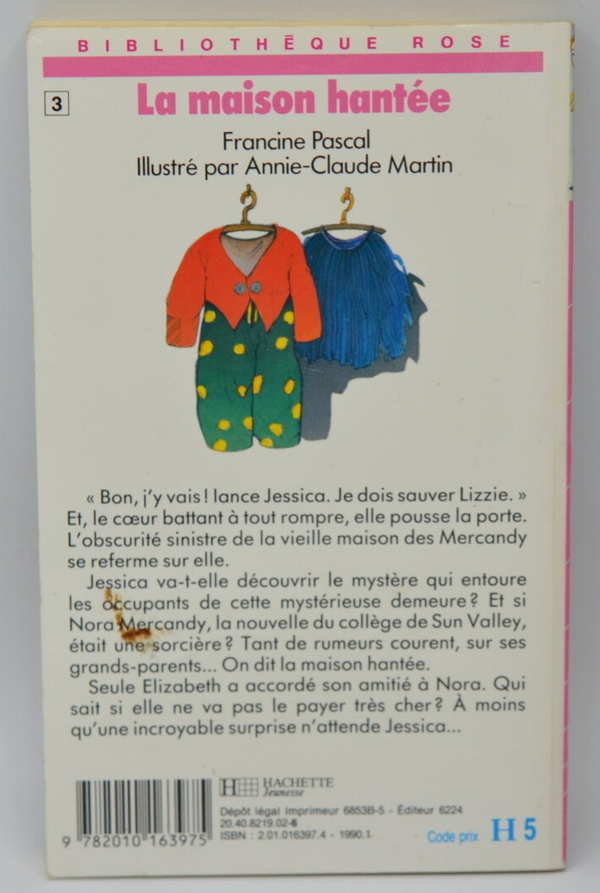 BIBLIOTHÈQUE ROSE
La maison hantée
3
Francine Pascal
Illustré par Annie-Claude Martin
« Bon, j'y vais ! lance Jessica. Je dois sauver Lizzie. »
Et, le cœur battant à tout rompre, elle pousse la porte.
L'obscurité sinistre de la vieille maison des Mercandy
se referme sur elle.
Jessica va-t-elle découvrir le mystère qui entoure
les occupants de cette mystérieuse demeure ? Et si
Nora Mercandy, la nouvelle du collège de Sun Valley,
était une sorcière ? Tant de rumeurs courent, sur ses
grands-parents... On dit la maison hantée.
Seule Elizabeth a accordé son amitié à Nora. Qui
sait si elle ne va pas le payer très cher ? À moins
qu'une incroyable surprise n'attende Jessica...
H HACHETTE
Jeunesse
Dépôt légal Imprimeur 6853B-5 - Éditeur 6224
20.40.8219.02-6
ISBN : 2.01.016397.4 - 1990.1
9 782010 163975
Code prix H 5